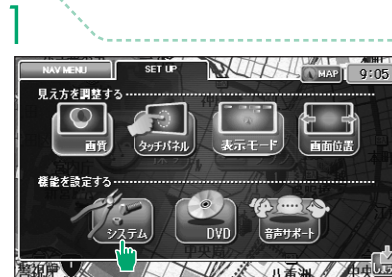 1
NAV MENU
SET UP
MAP
9:05
見え方を調整する
画質
タッチパネル
表示モード
画面位置
機能を設定する
システム
DVD
音声サポート
八重洲